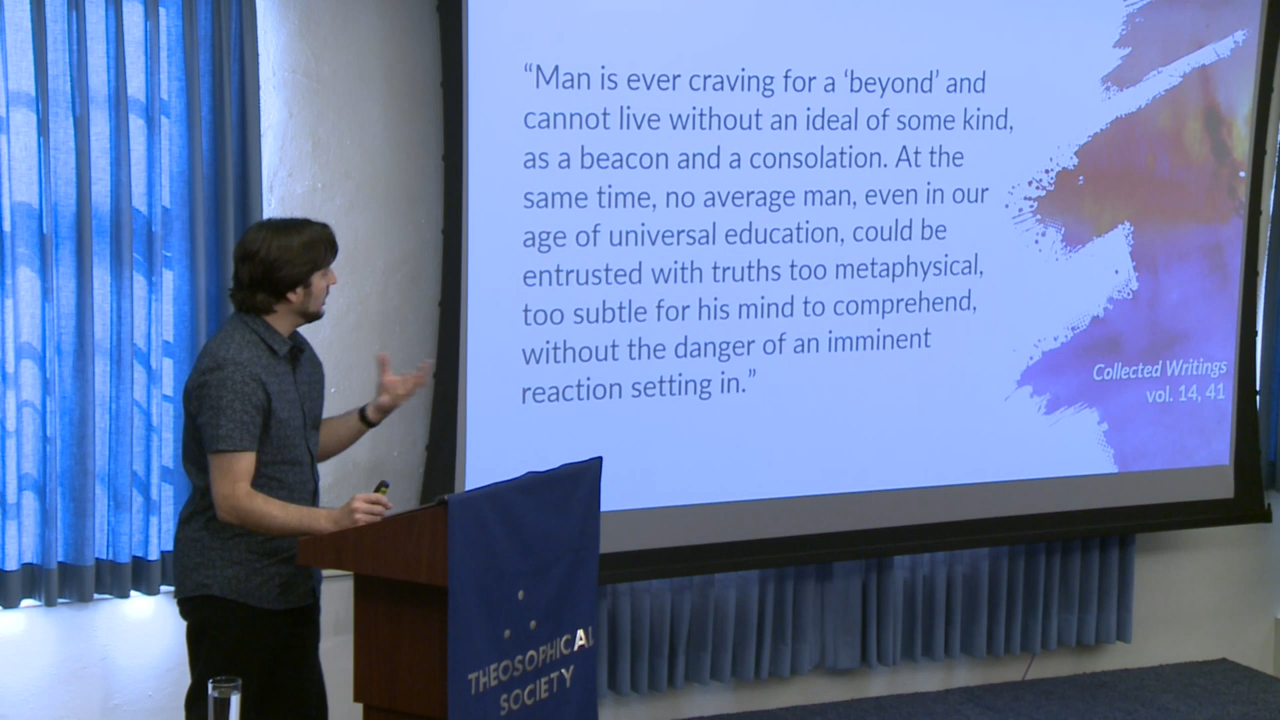 “Man is ever craving for a ‘beyond’ and
cannot live without an ideal of some kind,
as a beacon and a consolation. At the
same time, no average man, even in our
age of universal education, could be
entrusted with truths too metaphysical,
too subtle for his mind to comprehend,
without the danger of an imminent
reaction setting in.”
Collected Writings
vol. 14, 41
THEOSOPHICAL
SOCIETY